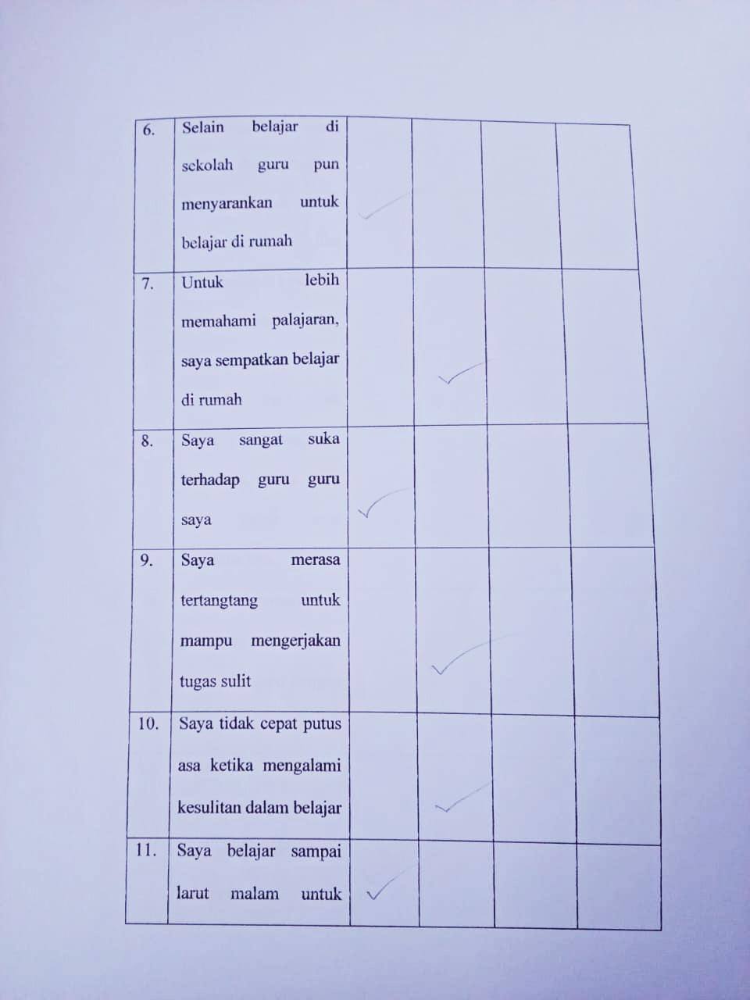 6. Selain belajar di
sekolah guru pun
menyarankan untuk
belajar di rumah
7. Untuk lebih
memahami palajaran,
saya sempatkan belajar
di rumah
8. Saya sangat suka
terhadap guru guru
saya
9. Saya merasa
tertangtang untuk
mampu mengerjakan
tugas sulit
10. Saya tidak cepat putus
asa ketika mengalami
kesulitan dalam belajar
11. Saya belajar sampai
larut malam untuk